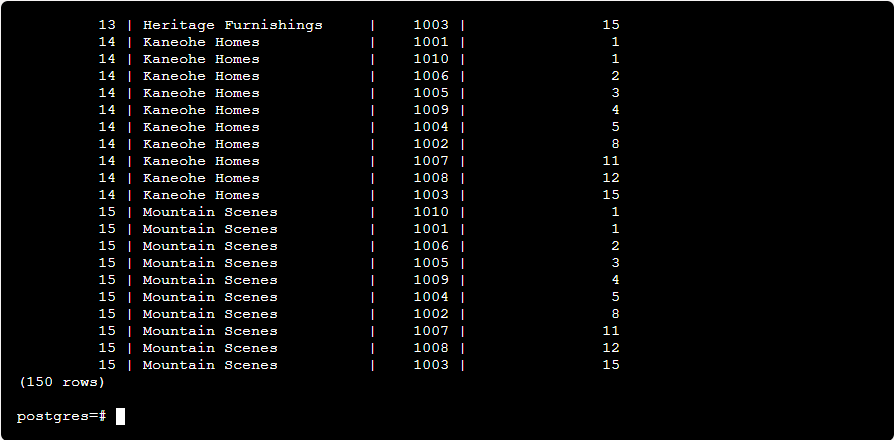 13 | Heritage Furnishings     |    1003 |               15
14 | Kaneohe Homes            |    1001 |                1
14 | Kaneohe Homes            |    1010 |                1
14 | Kaneohe Homes            |    1006 |                2
14 | Kaneohe Homes            |    1005 |                3
14 | Kaneohe Homes            |    1009 |                4
14 | Kaneohe Homes            |    1004 |                5
14 | Kaneohe Homes            |    1002 |                8
14 | Kaneohe Homes            |    1007 |               11
14 | Kaneohe Homes            |    1008 |               12
14 | Kaneohe Homes            |    1003 |               15
15 | Mountain Scenes          |    1010 |                1
15 | Mountain Scenes          |    1001 |                1
15 | Mountain Scenes          |    1006 |                2
15 | Mountain Scenes          |    1005 |                3
15 | Mountain Scenes          |    1009 |                4
15 | Mountain Scenes          |    1004 |                5
15 | Mountain Scenes          |    1002 |                8
15 | Mountain Scenes          |    1007 |               11
15 | Mountain Scenes          |    1008 |               12
15 | Mountain Scenes          |    1003 |               15
(150 rows)
postgres=#